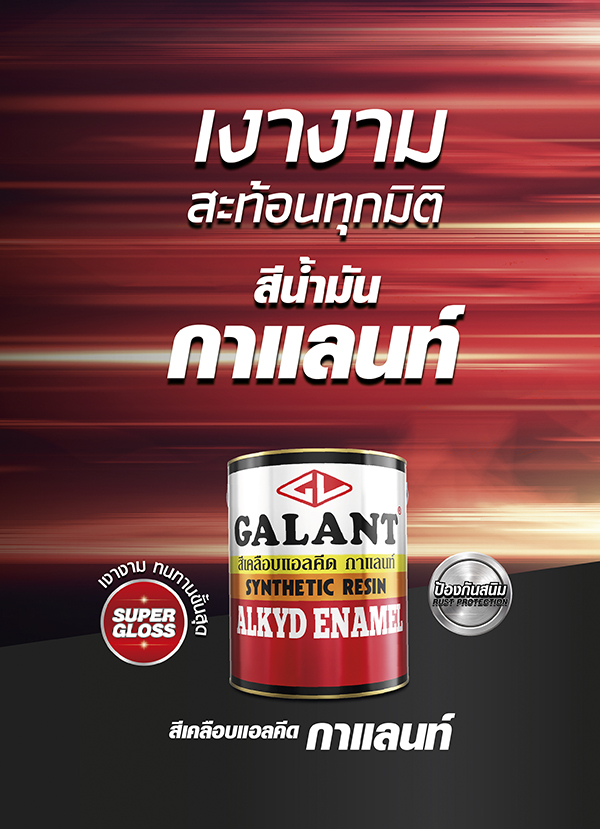 เงางาม
สะท้อนทุกมิติ
สีน้ำมัน
กาแลนท์
GL
GALANT®
สีเคลือบแอลคีด กาแลนท์
SYNTHETIC RESIN
ALKYD ENAMEL
เงางาม ทนทานขั้นสุด
SUPER
GLOSS
ป้องกันสนิม
RUST PROTECTION
สีเคลือบแอลคีด กาแลนท์